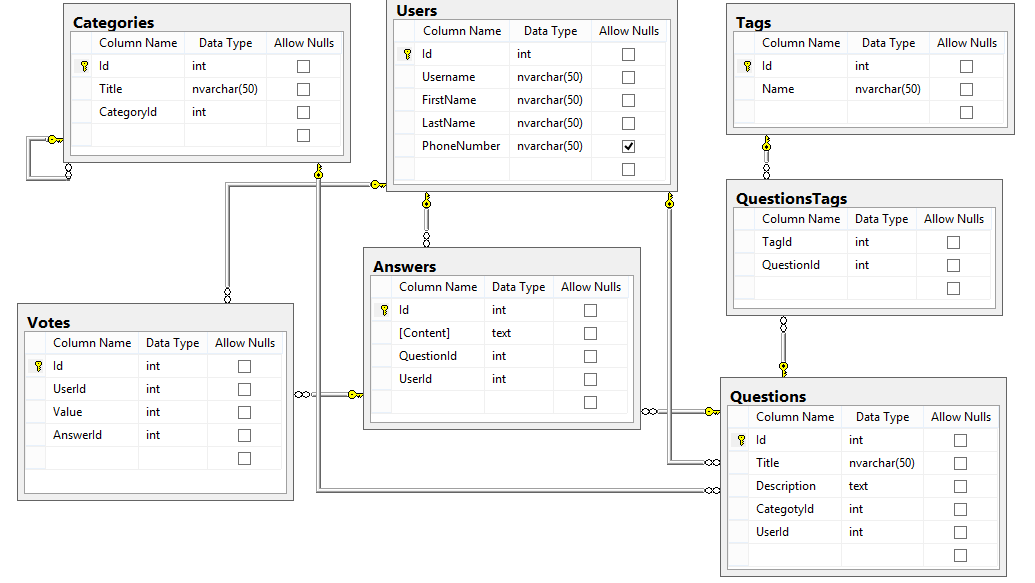 Categories
Column Name Data Type Allow Nulls
Id int
Title nvarchar(50)
CategoryId int
Users
Column Name Data Type Allow Nulls
Id int
Username nvarchar(50)
FirstName nvarchar(50)
LastName nvarchar(50)
PhoneNumber nvarchar(50)
Tags
Column Name Data Type Allow Nulls
Id int
Name nvarchar(50)
QuestionsTags
Column Name Data Type Allow Nulls
TagId int
QuestionId int
Answers
Column Name Data Type Allow Nulls
Id int
[Content] text
QuestionId int
UserId int
Votes
Column Name Data Type Allow Nulls
Id int
UserId int
Value int
AnswerId int
Questions
Column Name Data Type Allow Nulls
Id int
Title nvarchar(50)
Description text
CategotyId int
UserId int